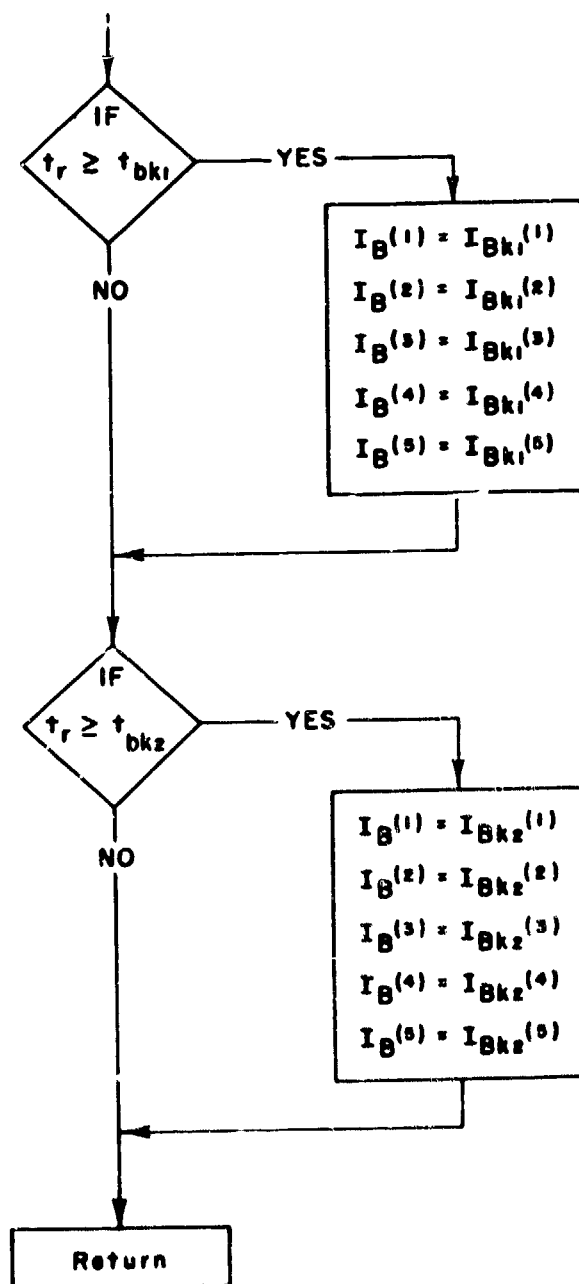 IF
t_r ≥ t_bk1
YES
I_B(1) = I_Bk1(1)
I_B(2) = I_Bk1(2)
I_B(3) = I_Bk1(3)
I_B(4) = I_Bk1(4)
I_B(5) = I_Bk1(5)
NO
IF
t_r ≥ t_bk2
YES
I_B(1) = I_Bk2(1)
I_B(2) = I_Bk2(2)
I_B(3) = I_Bk2(3)
I_B(4) = I_Bk2(4)
I_B(5) = I_Bk2(5)
NO
Return